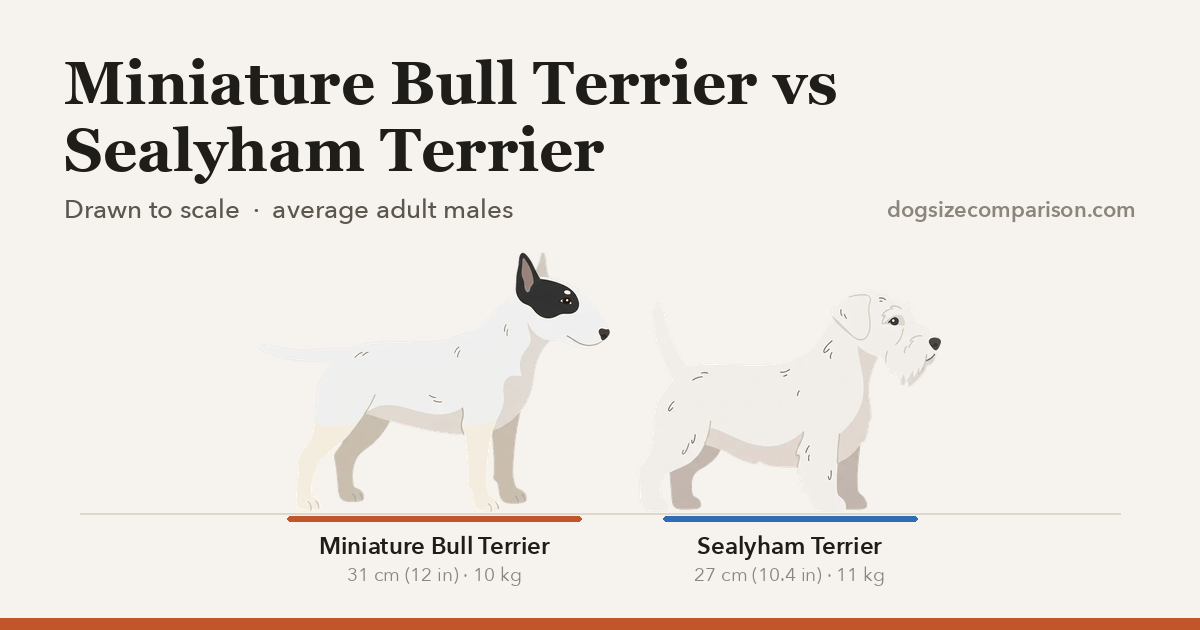 Miniature Bull Terrier vs
Sealyham Terrier
Drawn to scale · average adult males
dogsizecomparison.com
Miniature Bull Terrier
31 cm (12 in) · 10 kg
Sealyham Terrier
27 cm (10.4 in) · 11 kg